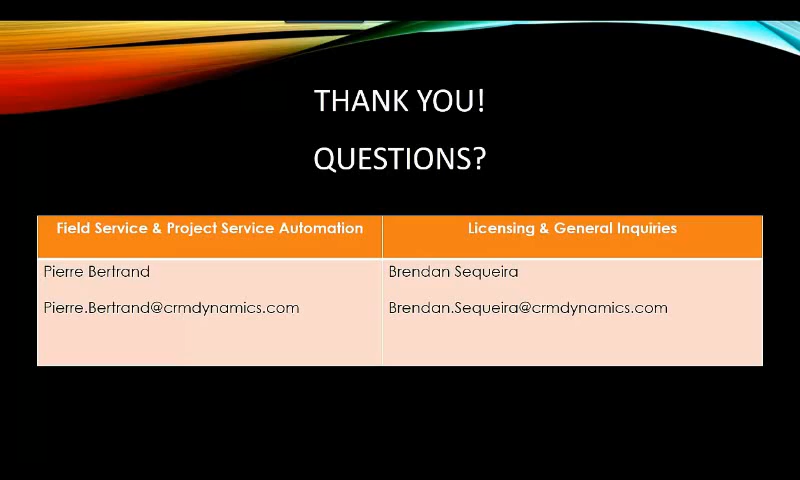 THANK YOU!
QUESTIONS?
Field Service & Project Service Automation
Licensing & General Inquiries
Pierre Bertrand
Brendan Sequeira
Pierre.Bertrand@crmdynamics.com
Brendan.Sequeira@crmdynamics.com